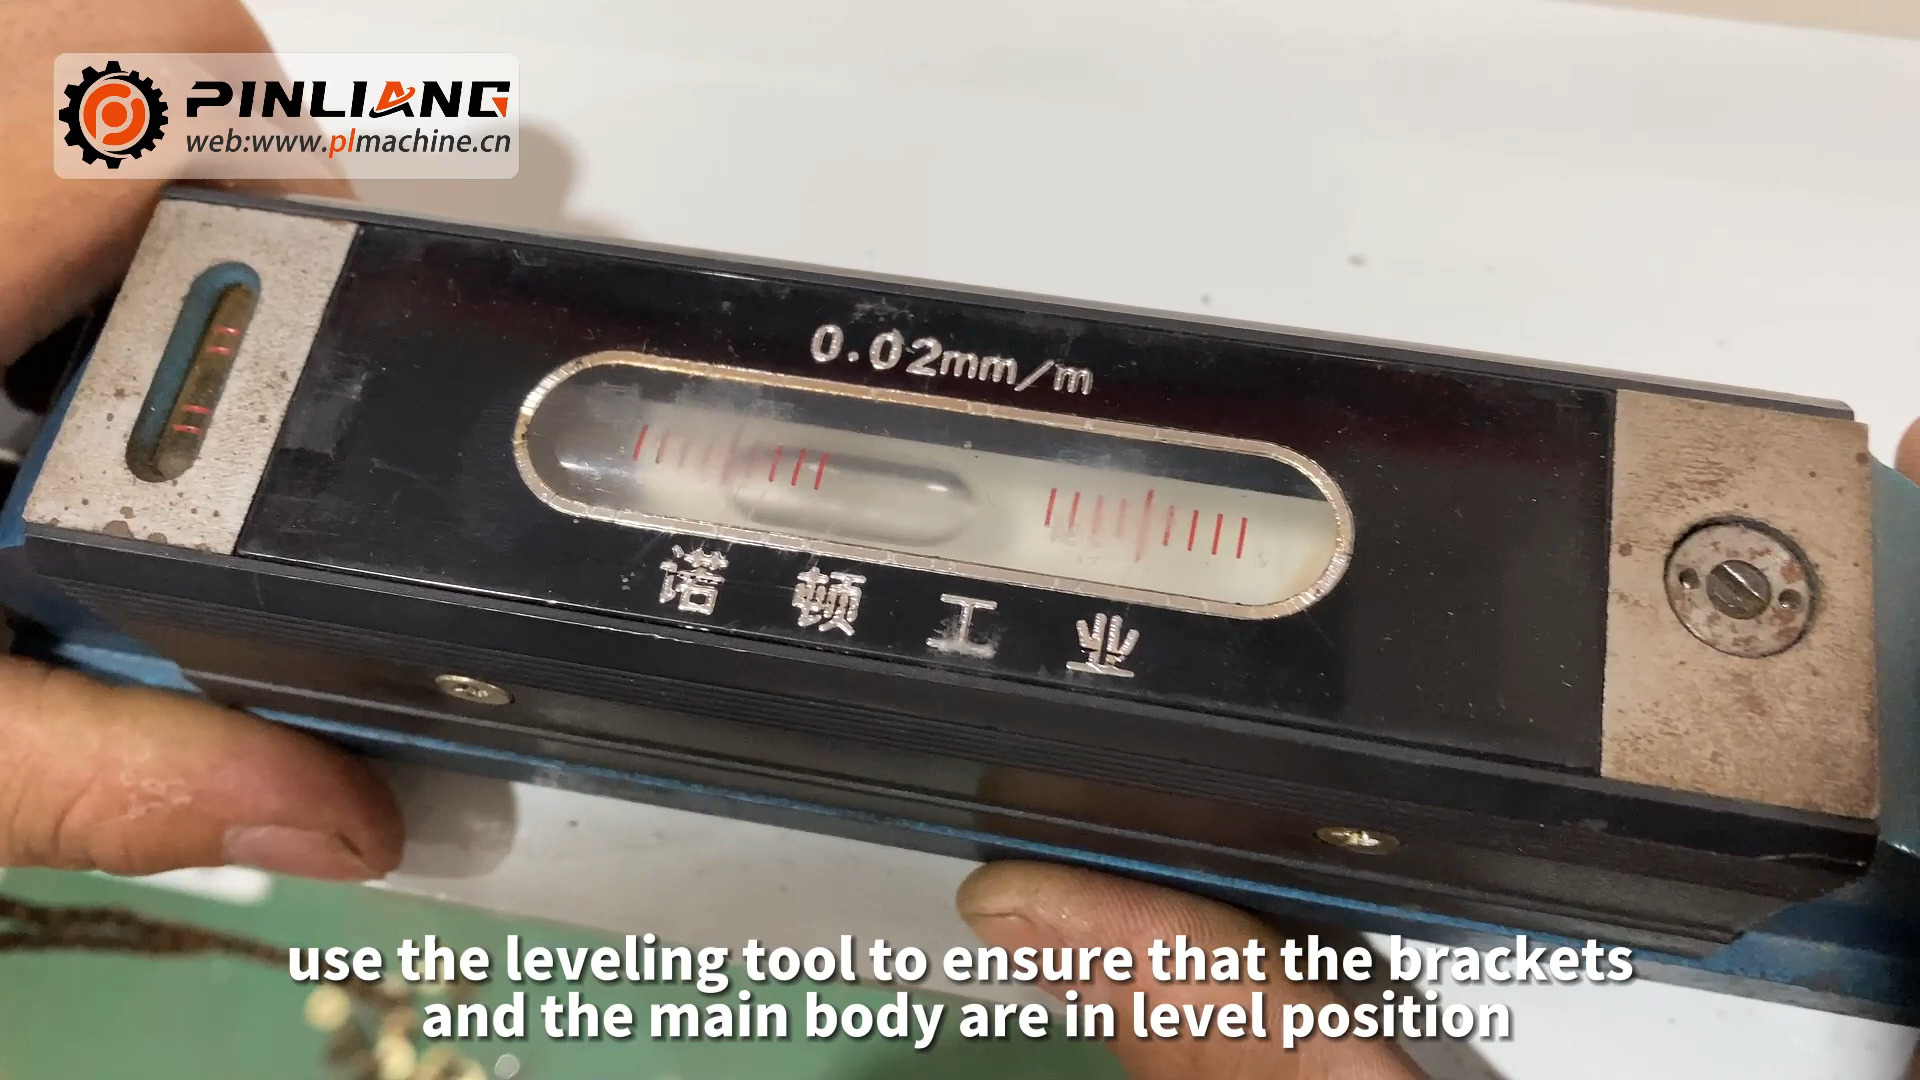 PINLIANG
web:www.plmachine.cn
0.02mm/m
诺顿工业
use the leveling tool to ensure that the brackets
and the main body are in level position